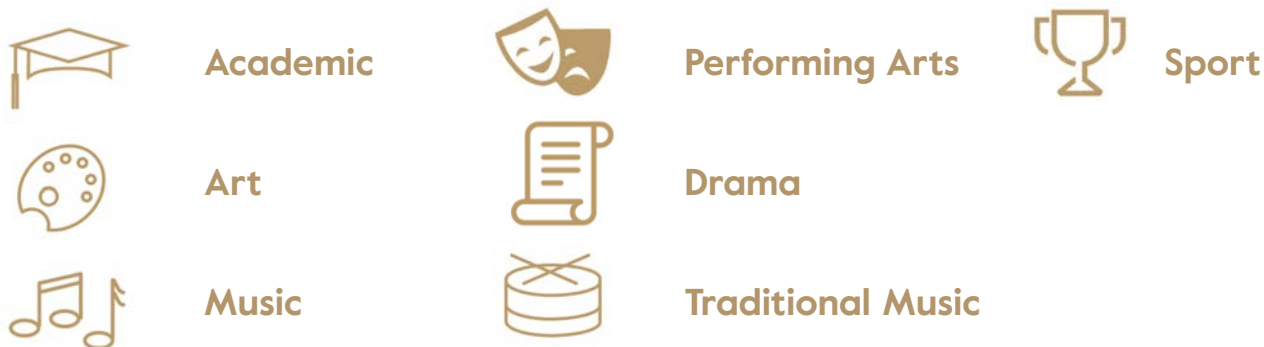 Academic
Performing Arts
Sport
Art
Drama
Music
Traditional Music